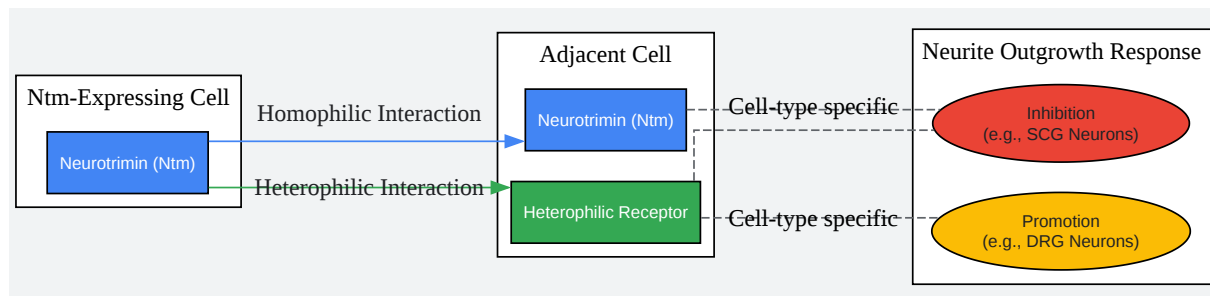 Ntm-Expressing Cell
Neurotrimin (Ntm)
Homophilic Interaction
Heterophilic Interaction
Adjacent Cell
Neurotrimin (Ntm)
Heterophilic Receptor
Cell-type specific
Cell-type specific
Neurite Outgrowth Response
Inhibition
(e.g., SCG Neurons)
Promotion
(e.g., DRG Neurons)